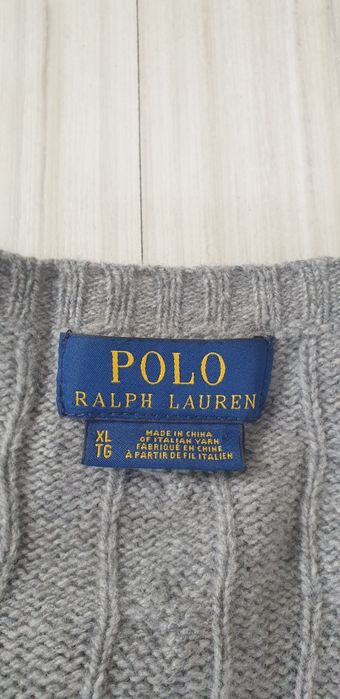 POLO
RALPH LAUREN
XL
TG
MADE IN CHINA
OF ITALIAN YARN
FABRIQUÉ EN CHINE
À PARTIR DE FIL ITALIEN